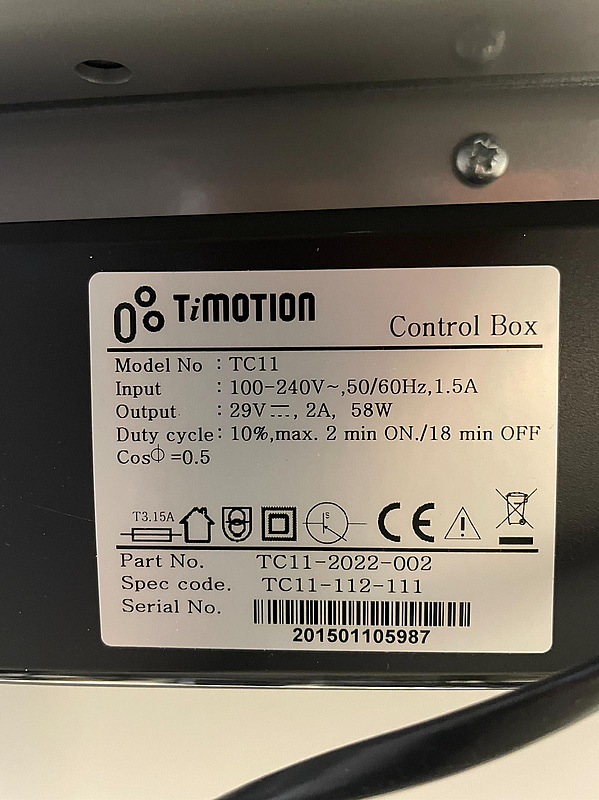 TiMOTION
Control Box
Model No : TC11
Input : 100-240V~,50/60Hz,1.5A
Output : 29V⎓, 2A, 58W
Duty cycle: 10%,max. 2 min ON./18 min OFF
Cosϕ =0.5
T3.15A
CE
Part No. TC11-2022-002
Spec code. TC11-112-111
Serial No.
201501105987